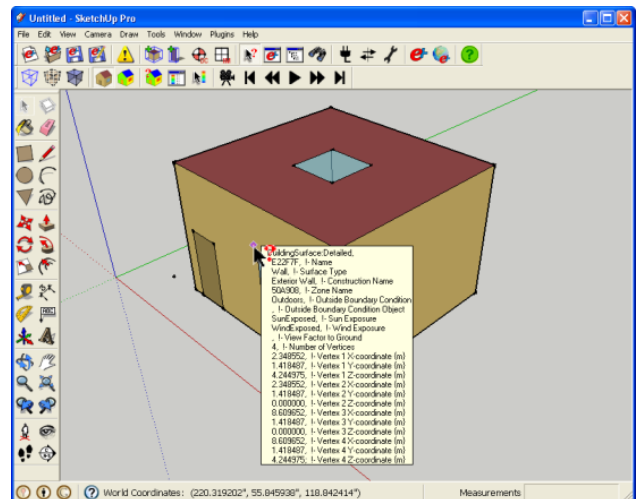 Untitled - SketchUp Pro
File Edit View Camera Draw Tools Window Plugins Help
BuildingSurface:Detailed,
E22F7F, !- Name
Wall, !- Surface Type
Exterior Wall, !- Construction Name
50A908, !- Zone Name
Outdoors, !- Outside Boundary Condition
, !- Outside Boundary Condition Object
SunExposed, !- Sun Exposure
WindExposed, !- Wind Exposure
, !- View Factor to Ground
4, !- Number of Vertices
2.348552, !- Vertex 1 X-coordinate (m)
1.418487, !- Vertex 1 Y-coordinate (m)
4.244975, !- Vertex 1 Z-coordinate (m)
2.348552, !- Vertex 2 X-coordinate (m)
1.418487, !- Vertex 2 Y-coordinate (m)
0.000000, !- Vertex 2 Z-coordinate (m)
8.609652, !- Vertex 3 X-coordinate (m)
1.418487, !- Vertex 3 Y-coordinate (m)
0.000000, !- Vertex 3 Z-coordinate (m)
8.609652, !- Vertex 4 X-coordinate (m)
1.418487, !- Vertex 4 Y-coordinate (m)
4.244975, !- Vertex 4 Z-coordinate (m)
World Coordinates: (220.319202", 55.845938", 118.842414")
Measurements